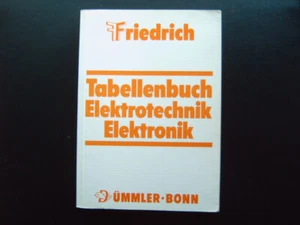 Friedrich
Tabellenbuch
Elektrotechnik
Elektronik
DÜMMLER·BONN